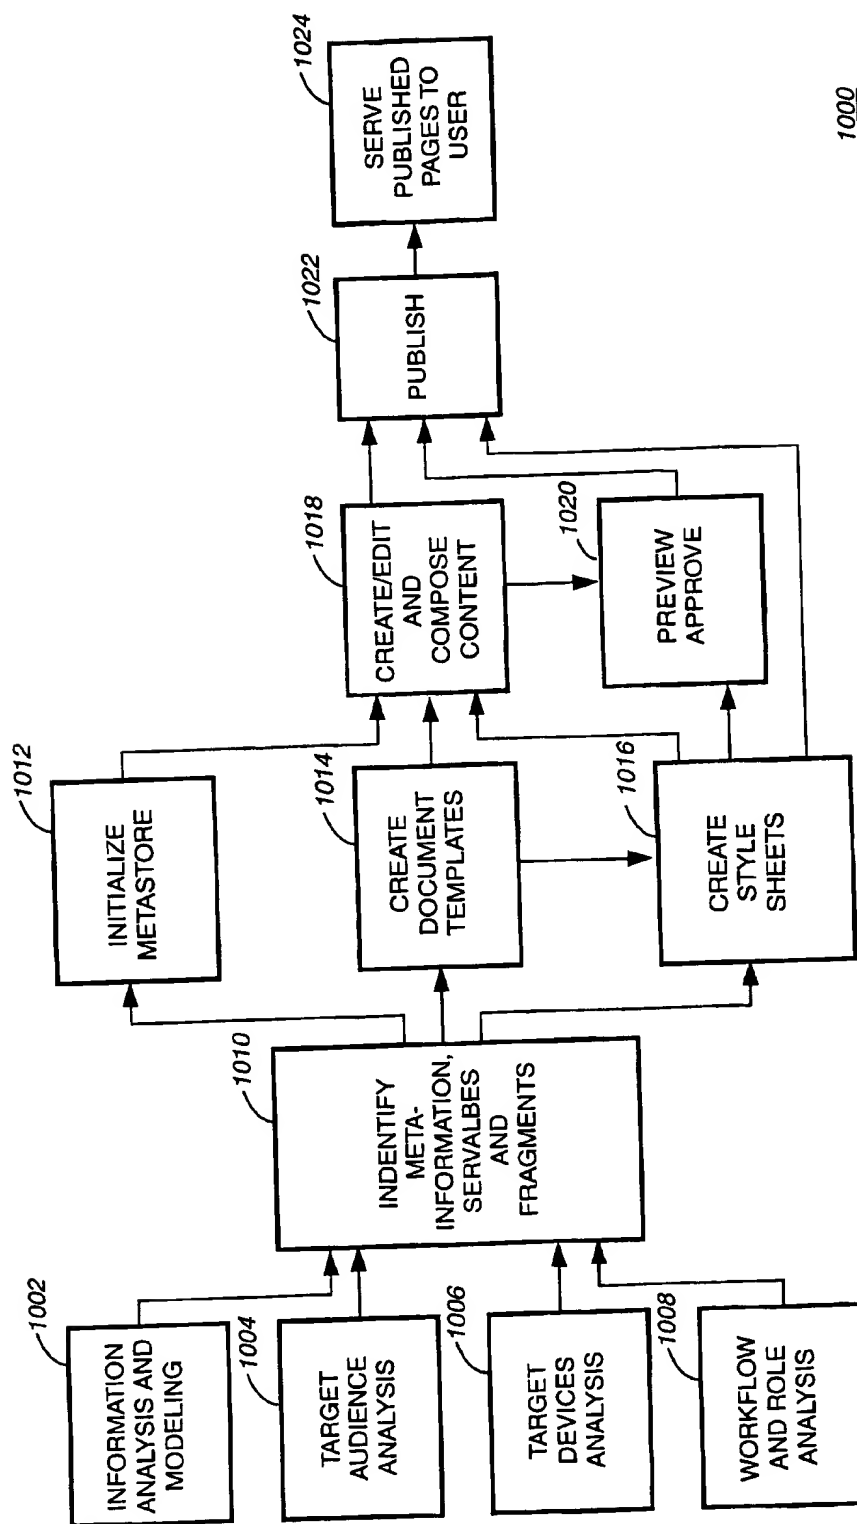 1002
INFORMATION
ANALYSIS AND
MODELING
1004
TARGET
AUDIENCE
ANALYSIS
1006
TARGET
DEVICES
ANALYSIS
1008
WORKFLOW
AND ROLE
ANALYSIS
1010
INDENTIFY
META-
INFORMATION,
SERVALBES
AND
FRAGMENTS
1012
INITIALIZE
METASTORE
1014
CREATE
DOCUMENT
TEMPLATES
1016
CREATE
STYLE
SHEETS
1018
CREATE/EDIT
AND
COMPOSE
CONTENT
1020
PREVIEW
APPROVE
1022
PUBLISH
1024
SERVE
PUBLISHED
PAGES TO
USER
1000